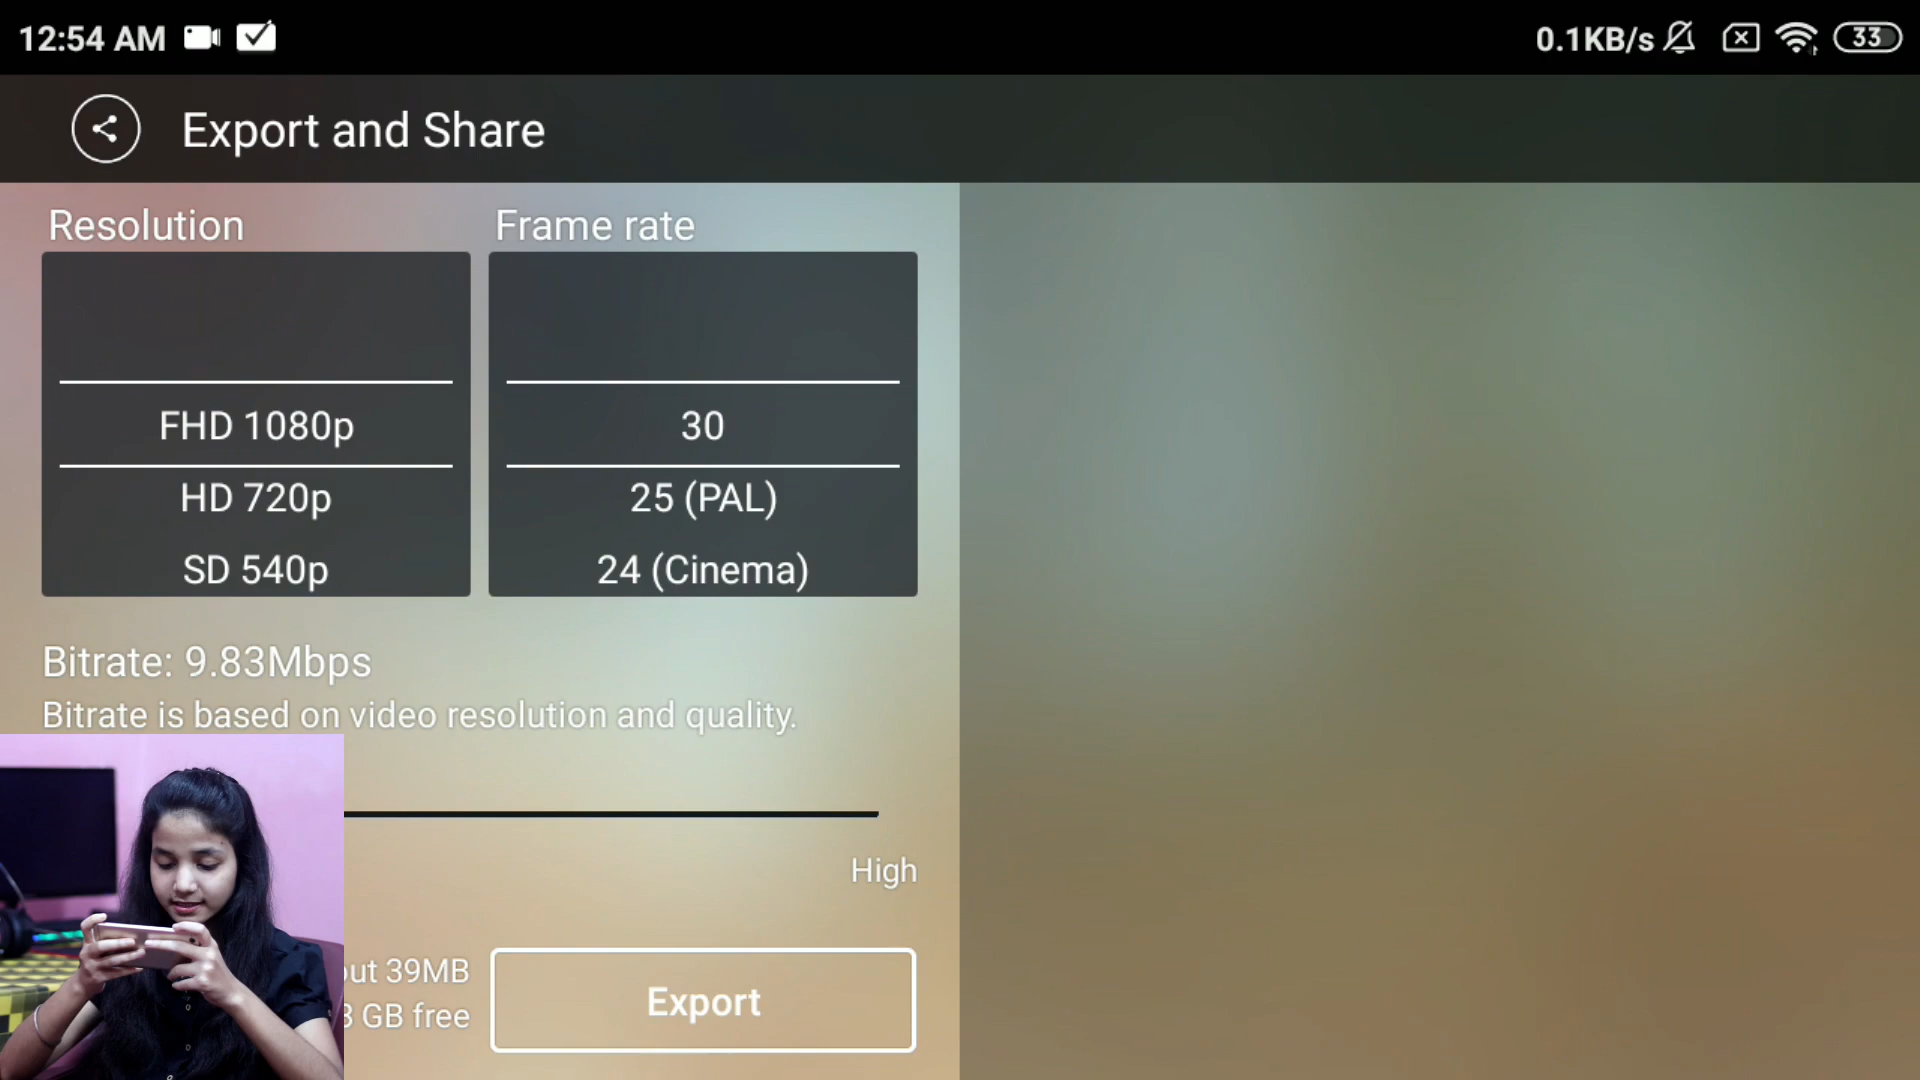 12:54 AM
0.1KB/s
33
Export and Share
Resolution
Frame rate
FHD 1080p
30
HD 720p
25 (PAL)
SD 540p
24 (Cinema)
Bitrate: 9.83Mbps
Bitrate is based on video resolution and quality.
High
39MB
GB free
Export